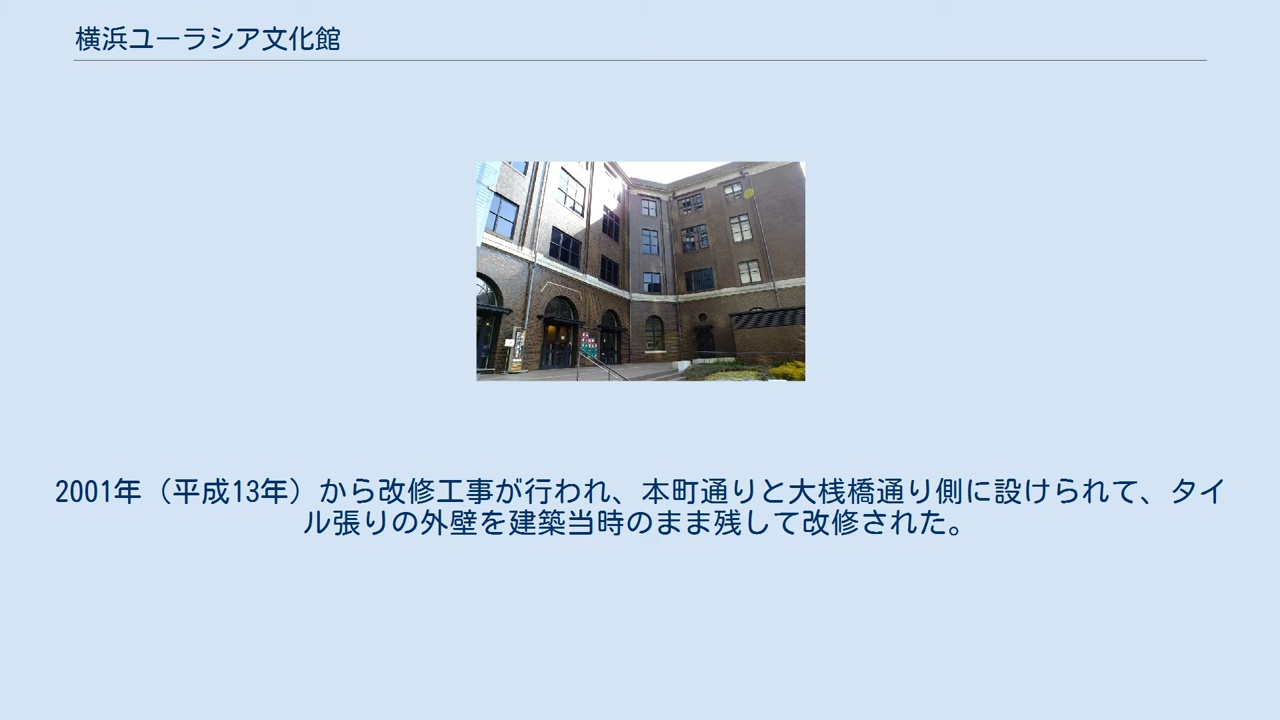 横浜ユーラシア文化館
2001年（平成13年）から改修工事が行われ、本町通りと大桟橋通り側に設けられて、タイ
ル張りの外壁を建築当時のまま残して改修された。